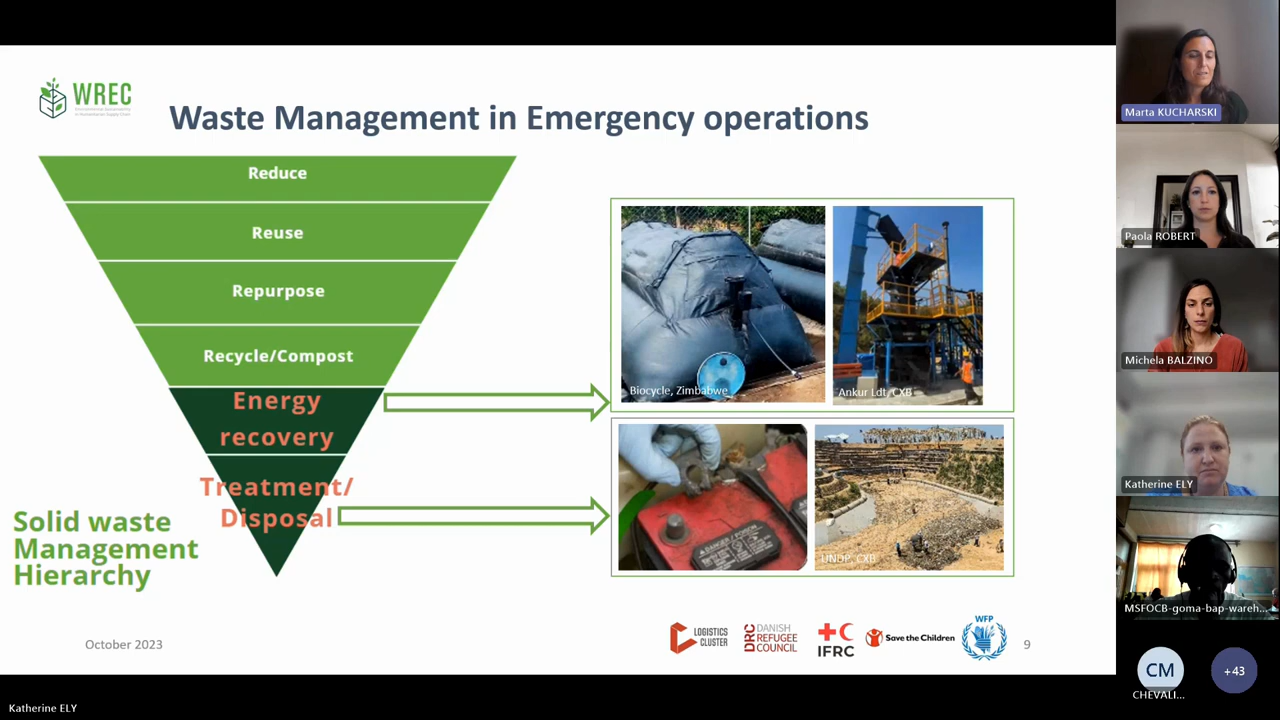 WREC
Waste Management in Emergency operations
Reduce
Reuse
Repurpose
Recycle/Compost
Energy
recovery
Treatment/
Disposal
Solid waste
Management
Hierarchy
Biocycle, Zimbabwe
Ankur Ldt, CXB
UNDP, CXB
October 2023
LOGISTICS
CLUSTER
DRC
DANISH
REFUGEE
COUNCIL
IFRC
Save the Children
WFP
9
Marta KUCHARSKI
Paola ROBERT
Michela BALZINO
Katherine ELY
MSFOCB-goma-bap-wareh...
CM
CHEVALI...
+43
Katherine ELY